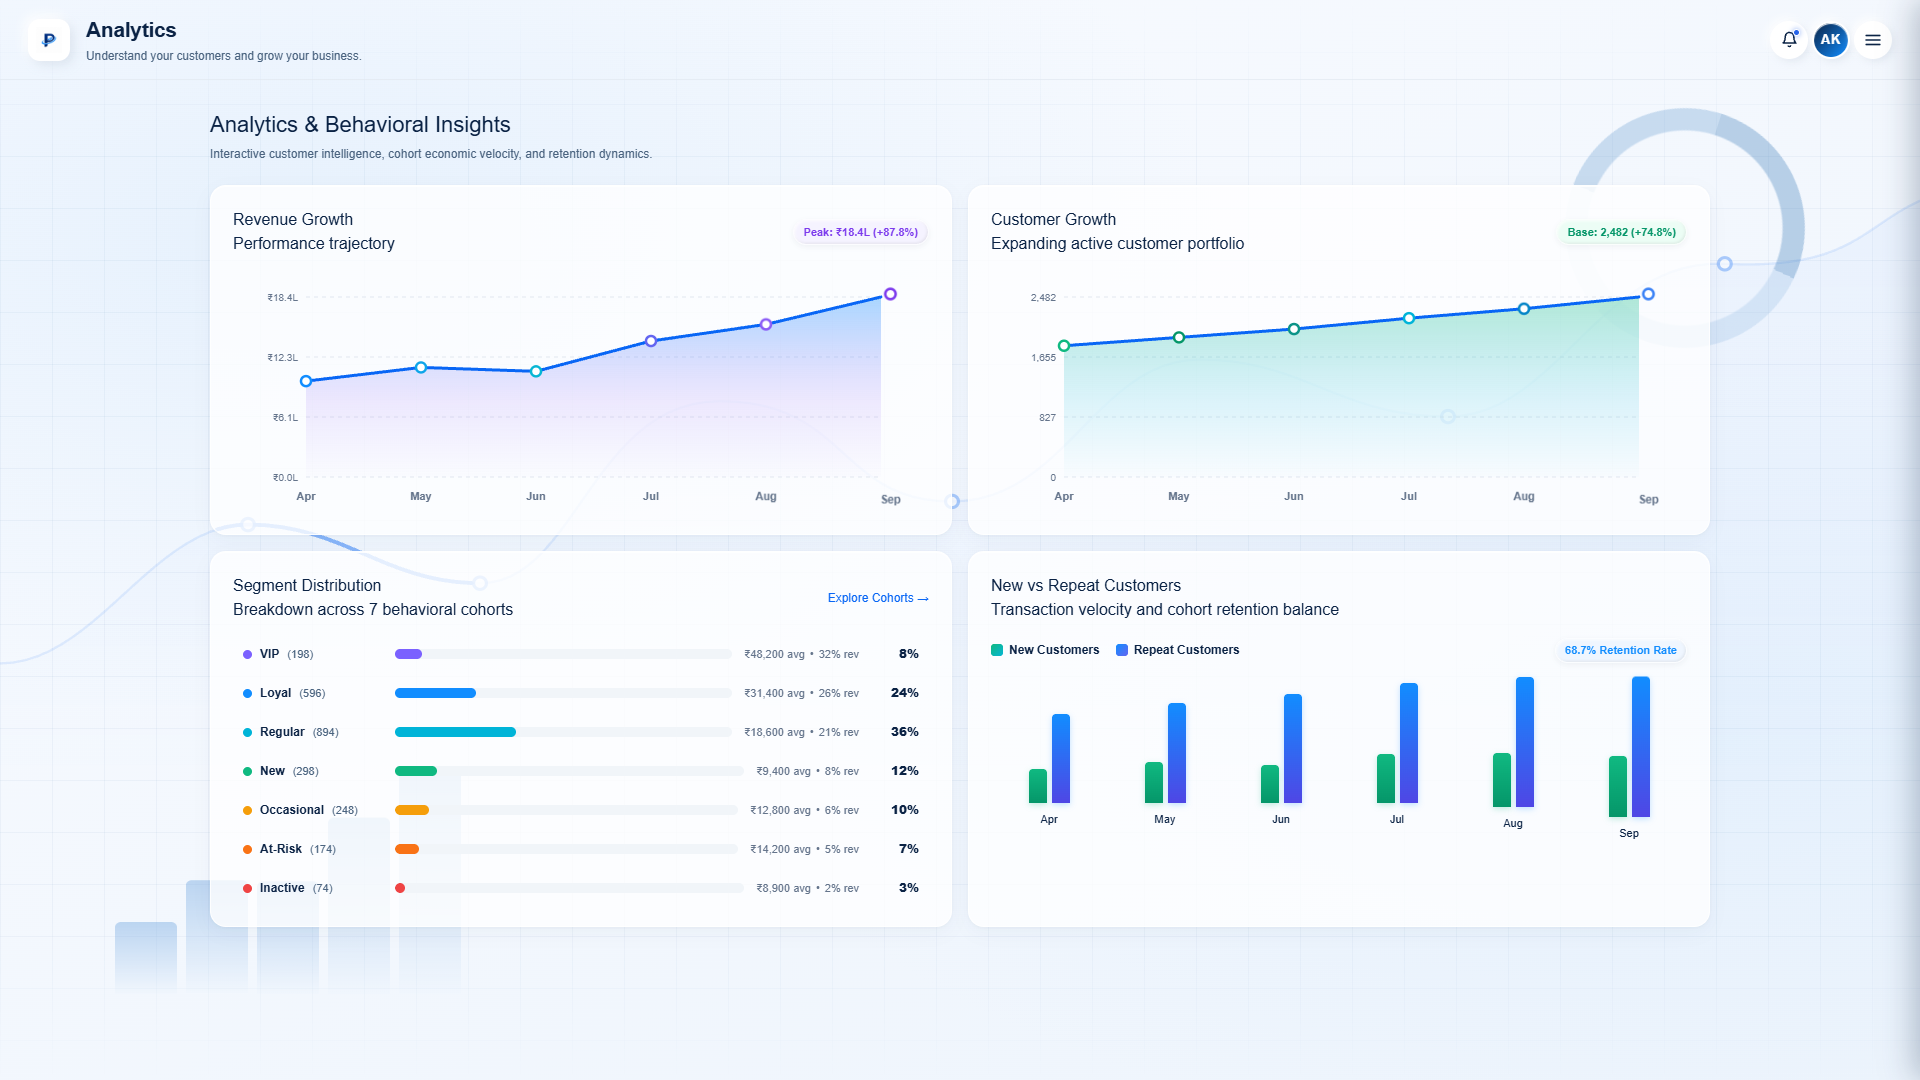 Analytics
Understand your customers and grow your business.
AK
Analytics & Behavioral Insights
Interactive customer intelligence, cohort economic velocity, and retention dynamics.
Revenue Growth
Performance trajectory
Peak: ₹18.4L (+87.8%)
₹18.4L
₹12.3L
₹6.1L
₹0.0L
Apr May Jun Jul Aug Sep
Customer Growth
Expanding active customer portfolio
Base: 2,482 (+74.8%)
2,482
1,655
827
0
Apr May Jun Jul Aug Sep
Segment Distribution
Breakdown across 7 behavioral cohorts
Explore Cohorts →
VIP (198) ₹48,200 avg • 32% rev 8%
Loyal (596) ₹31,400 avg • 26% rev 24%
Regular (894) ₹18,600 avg • 21% rev 36%
New (298) ₹9,400 avg • 8% rev 12%
Occasional (248) ₹12,800 avg • 6% rev 10%
At-Risk (174) ₹14,200 avg • 5% rev 7%
Inactive (74) ₹8,900 avg • 2% rev 3%
New vs Repeat Customers
Transaction velocity and cohort retention balance
New Customers Repeat Customers
68.7% Retention Rate
Apr May Jun Jul Aug Sep